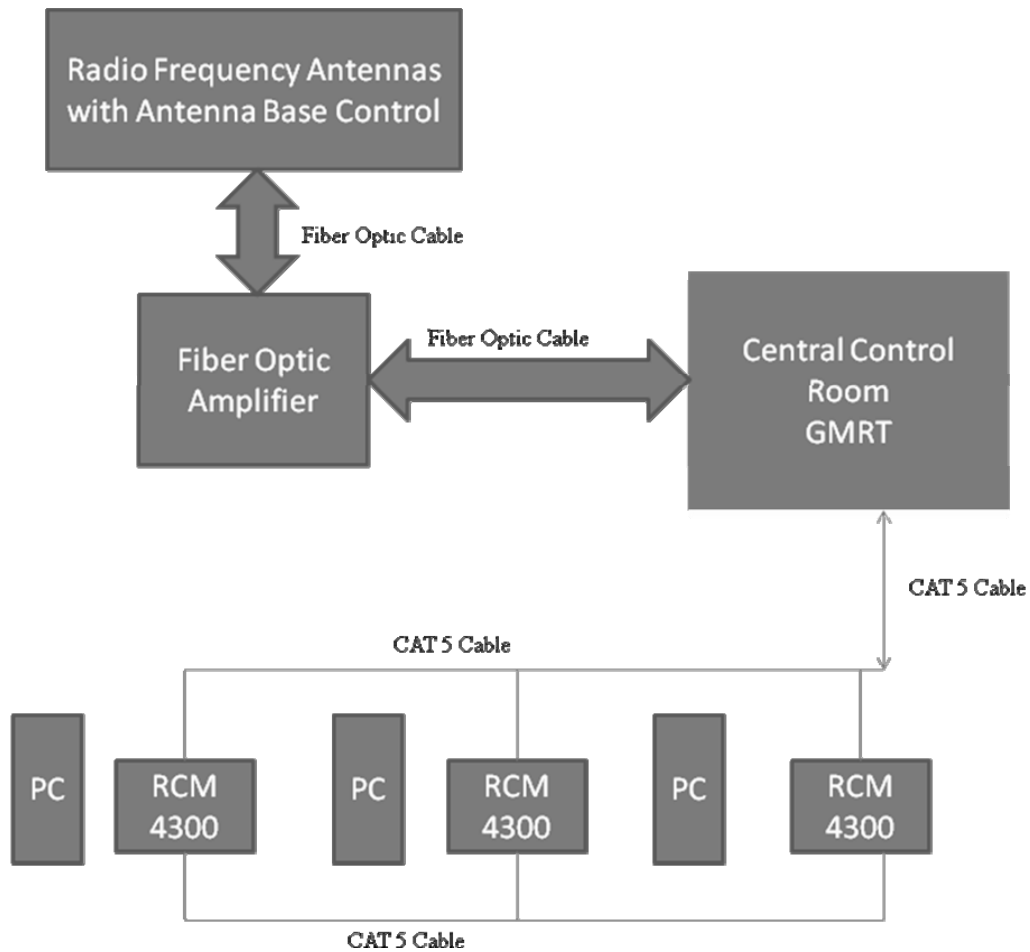 Radio Frequency Antennas
with Antenna Base Control
Fiber Optic Cable
Fiber Optic
Amplifier
Fiber Optic Cable
Central Control
Room
GMRT
CAT 5 Cable
CAT 5 Cable
PC
RCM
4300
PC
RCM
4300
PC
RCM
4300
CAT 5 Cable